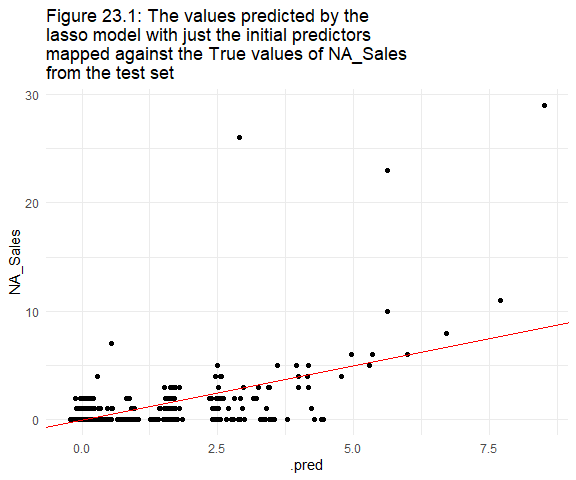 Figure 23.1: The values predicted by the
lasso model with just the initial predictors
mapped against the True values of NA_Sales
from the test set
30
20
10
0
NA_Sales
0.0 2.5 5.0 7.5
.pred